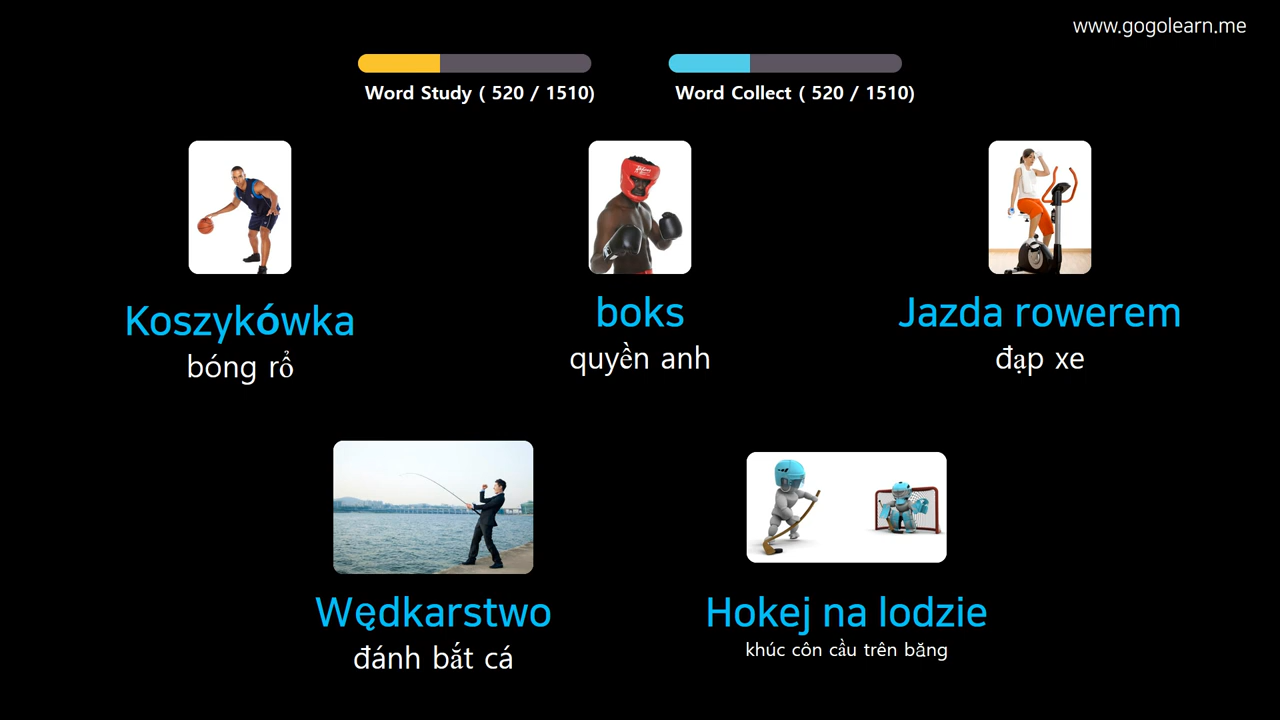 www.gogolearn.me
Word Study ( 520 / 1510)
Word Collect ( 520 / 1510)
Koszykówka
bóng rổ
boks
quyền anh
Jazda rowerem
đạp xe
Wędkarstwo
đánh bắt cá
Hokej na lodzie
khúc côn cầu trên băng